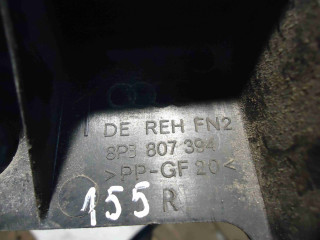 DE REH FN2
8P3 807 394
>PP-GF20<
155 R